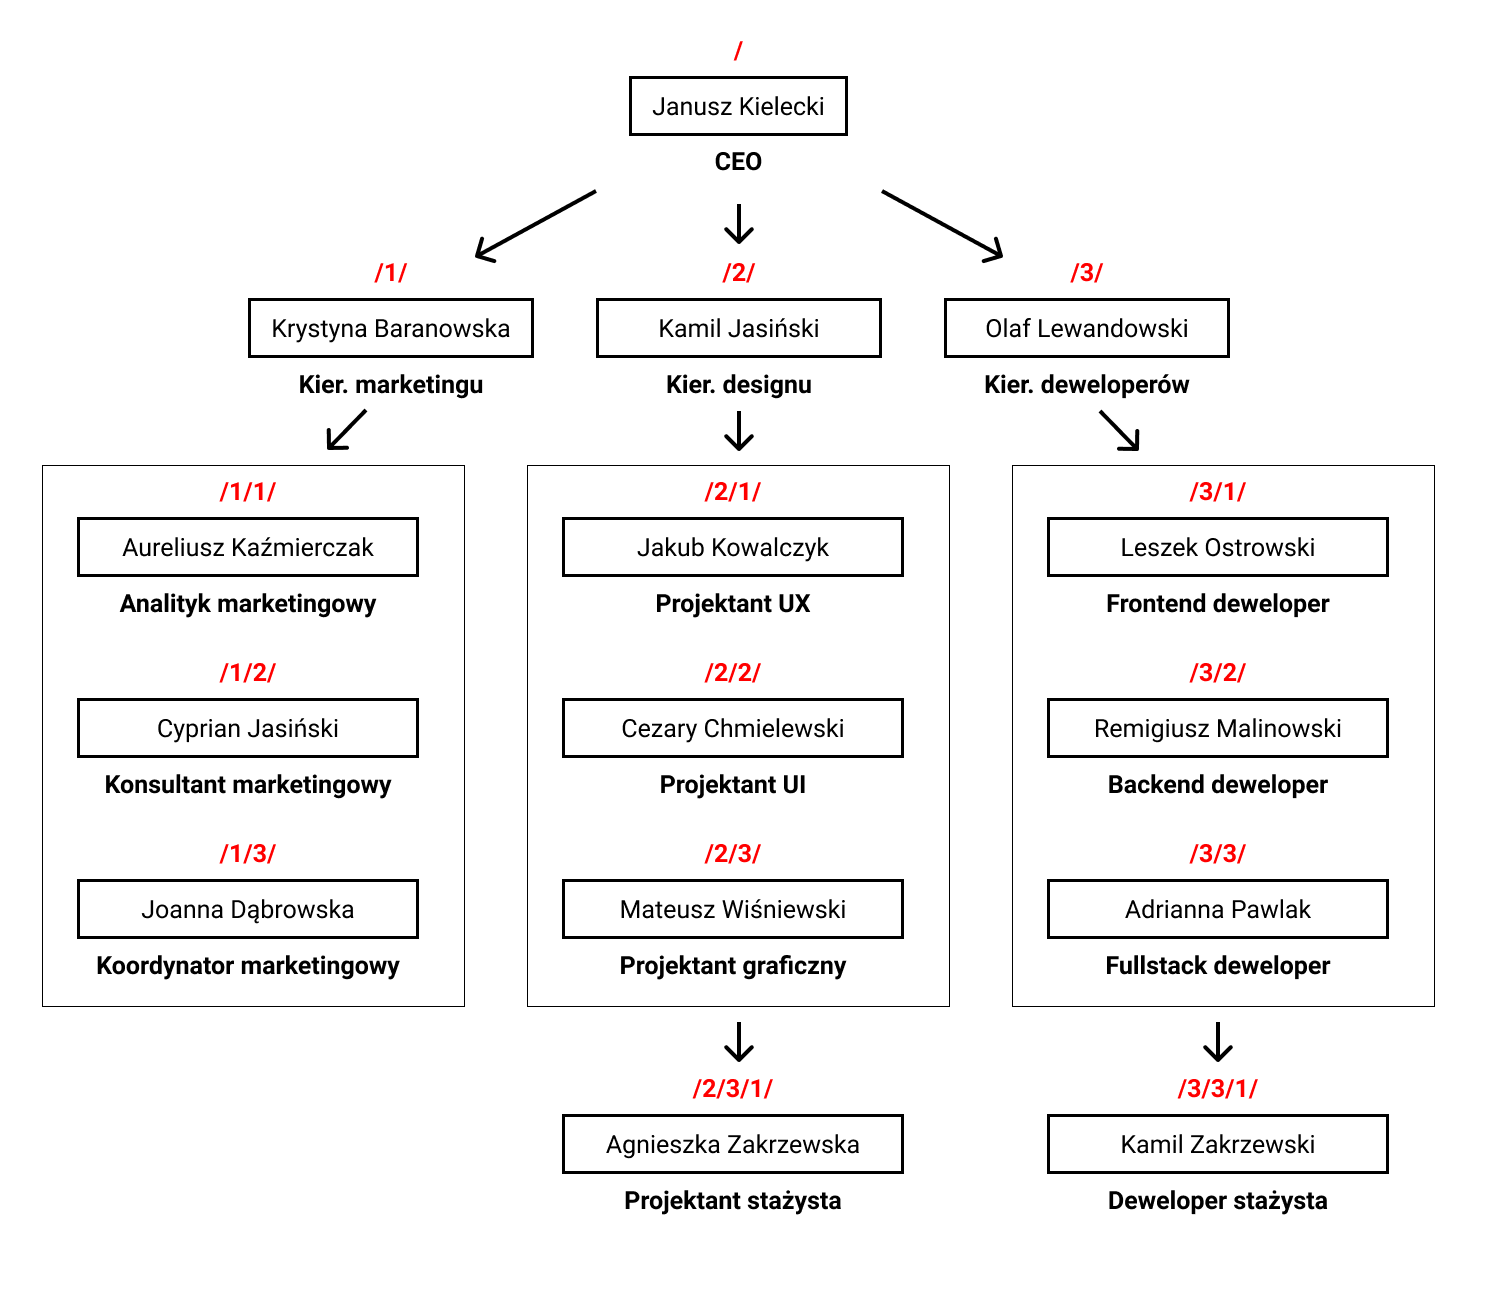 /
Janusz Kielecki
CEO
/1/
Krystyna Baranowska
Kier. marketingu
/2/
Kamil Jasiński
Kier. designu
/3/
Olaf Lewandowski
Kier. deweloperów
/1/1/
Aureliusz Kaźmierczak
Analityk marketingowy
/1/2/
Cyprian Jasiński
Konsultant marketingowy
/1/3/
Joanna Dąbrowska
Koordynator marketingowy
/2/1/
Jakub Kowalczyk
Projektant UX
/2/2/
Cezary Chmielewski
Projektant UI
/2/3/
Mateusz Wiśniewski
Projektant graficzny
/2/3/1/
Agnieszka Zakrzewska
Projektant stażysta
/3/1/
Leszek Ostrowski
Frontend deweloper
/3/2/
Remigiusz Malinowski
Backend deweloper
/3/3/
Adrianna Pawlak
Fullstack deweloper
/3/3/1/
Kamil Zakrzewski
Deweloper stażysta